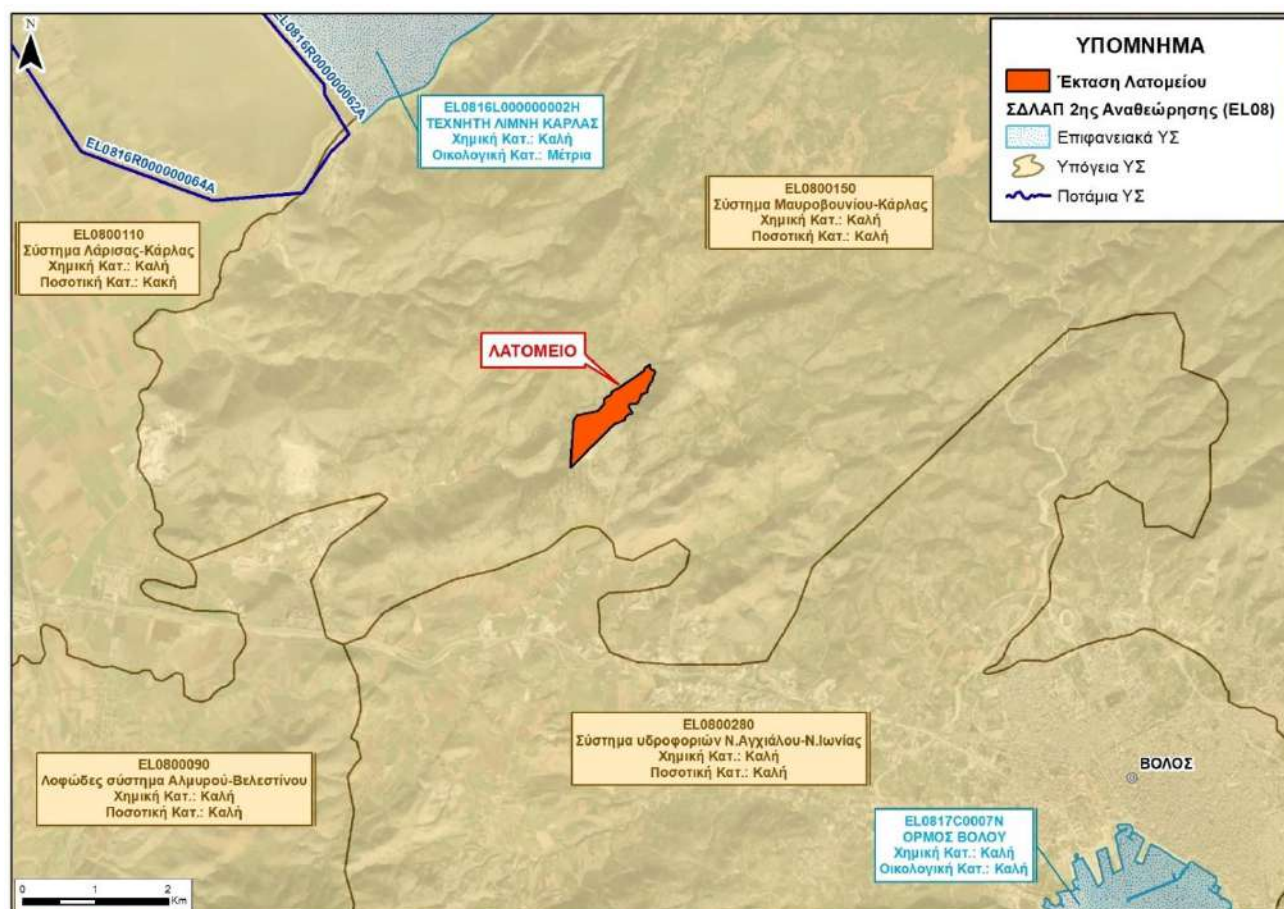 N
EL0816R000000062A
EL0816R000000064A
EL0816L000000002H
ΤΕΧΝΗΤΗ ΛΙΜΝΗ ΚΑΡΛΑΣ
Χημική Κατ.: Καλή
Οικολογική Κατ.: Μέτρια
ΥΠΟΜΝΗΜΑ
Έκταση Λατομείου
ΣΔΛΑΠ 2ης Αναθεώρησης (EL08)
Επιφανειακά ΥΣ
Υπόγεια ΥΣ
Ποτάμια ΥΣ
EL0800150
Σύστημα Μαυροβουνίου-Κάρλας
Χημική Κατ.: Καλή
Ποσοτική Κατ.: Καλή
EL0800110
Σύστημα Λάρισας-Κάρλας
Χημική Κατ.: Καλή
Ποσοτική Κατ.: Κακή
ΛΑΤΟΜΕΙΟ
EL0800280
Σύστημα υδροφοριών Ν.Αγχιάλου-Ν.Ιωνίας
Χημική Κατ.: Καλή
Ποσοτική Κατ.: Καλή
EL0800090
Λοφώδες σύστημα Αλμυρού-Βελεστίνου
Χημική Κατ.: Καλή
Ποσοτική Κατ.: Καλή
ΒΟΛΟΣ
EL0817C0007N
ΟΡΜΟΣ ΒΟΛΟΥ
Χημική Κατ.: Καλή
Οικολογική Κατ.: Καλή
0 1 2
Km